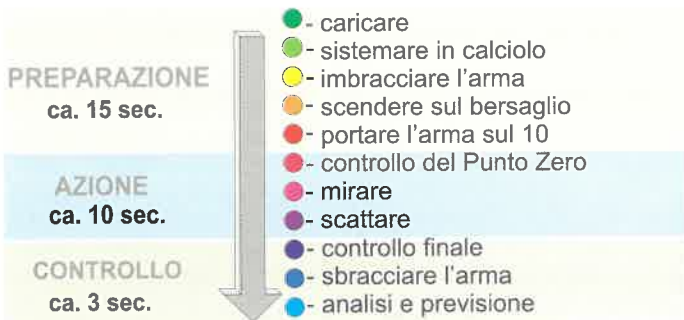 - caricare
- sistemare in calciolo
PREPARAZIONE
- imbracciare l'arma
ca. 15 sec.
- scendere sul bersaglio
- portare l'arma sul 10
- controllo del Punto Zero
AZIONE
- mirare
ca. 10 sec.
- scattare
- controllo finale
CONTROLLO
- sbracciare l'arma
ca. 3 sec.
- analisi e previsione